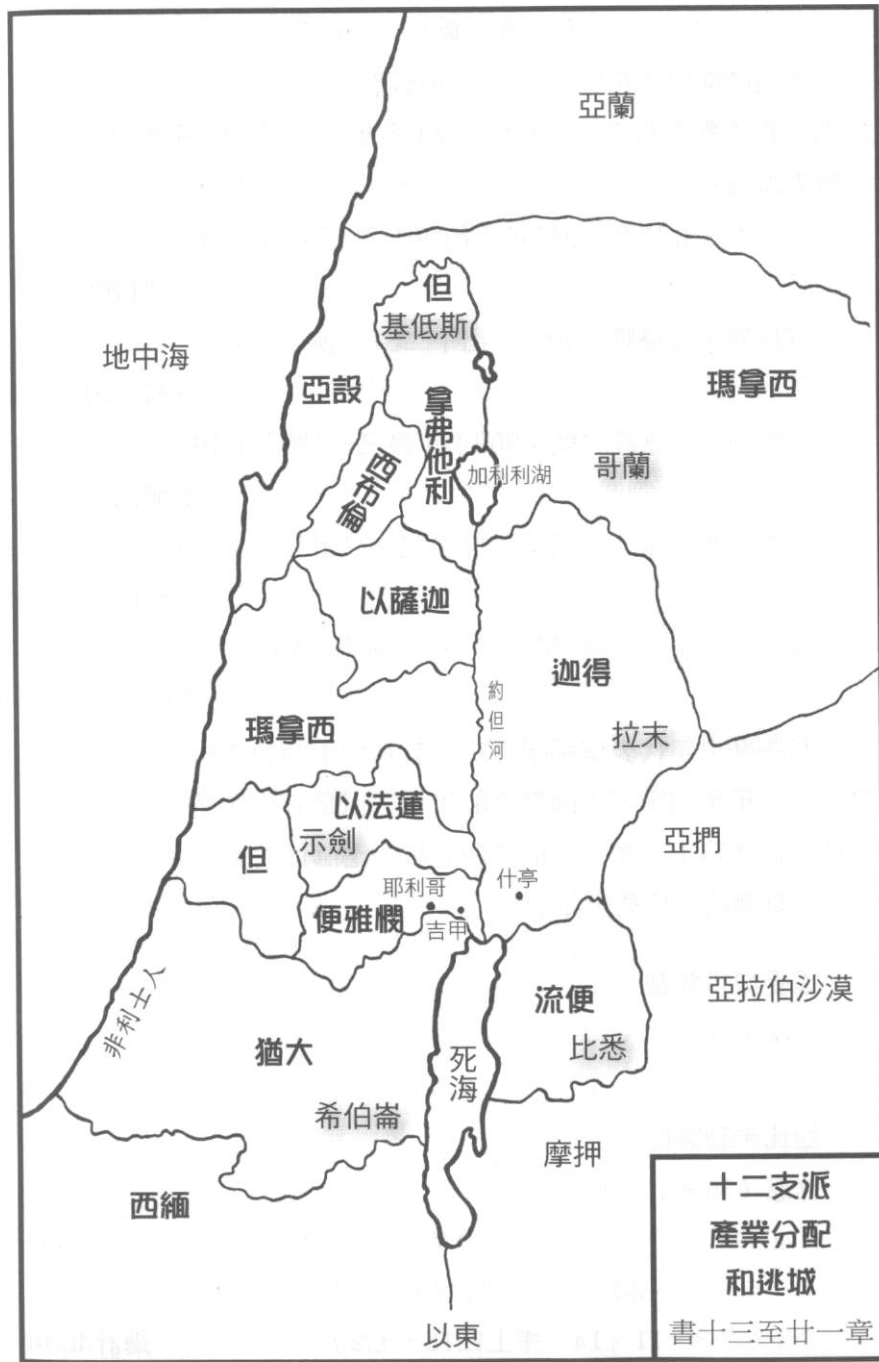 亞蘭
但
基低斯
地中海
亞設
瑪拿西
拿弗他利
西布倫
加利利湖
哥蘭
以薩迦
迦得
約但河
拉末
瑪拿西
以法蓮
但
示劍
亞捫
耶利哥
什亭
便雅憫
吉甲
非利士人
流便
亞拉伯沙漠
猶大
比悉
死海
希伯崙
摩押
西緬
十二支派
產業分配
和逃城
書十三至廿一章
以東